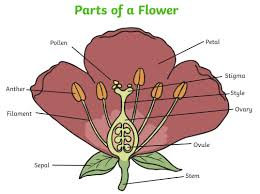 Parts of a Flower
Pollen
Petal
Stigma
Anther
Style
Filament
Ovary
Ovule
Sepal
Stem